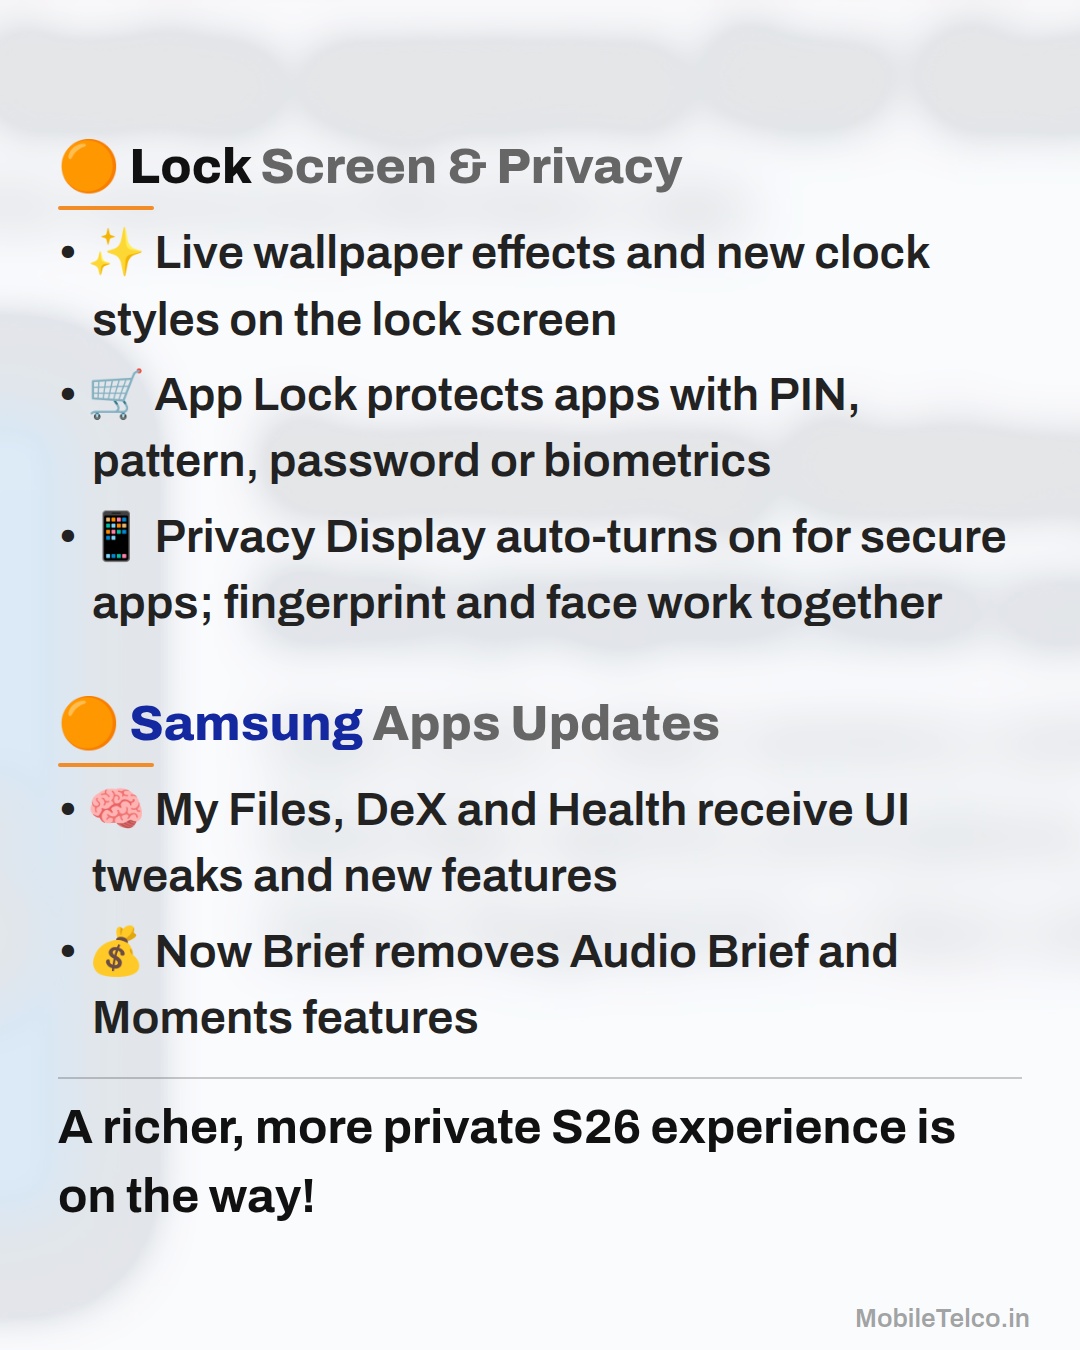 🟠 Lock Screen & Privacy
• ✨ Live wallpaper effects and new clock
styles on the lock screen
• 🛒 App Lock protects apps with PIN,
pattern, password or biometrics
• 📱 Privacy Display auto-turns on for secure
apps; fingerprint and face work together
🟠 Samsung Apps Updates
• 🧠 My Files, DeX and Health receive UI
tweaks and new features
• 💰 Now Brief removes Audio Brief and
Moments features
A richer, more private S26 experience is
on the way!
MobileTelco.in